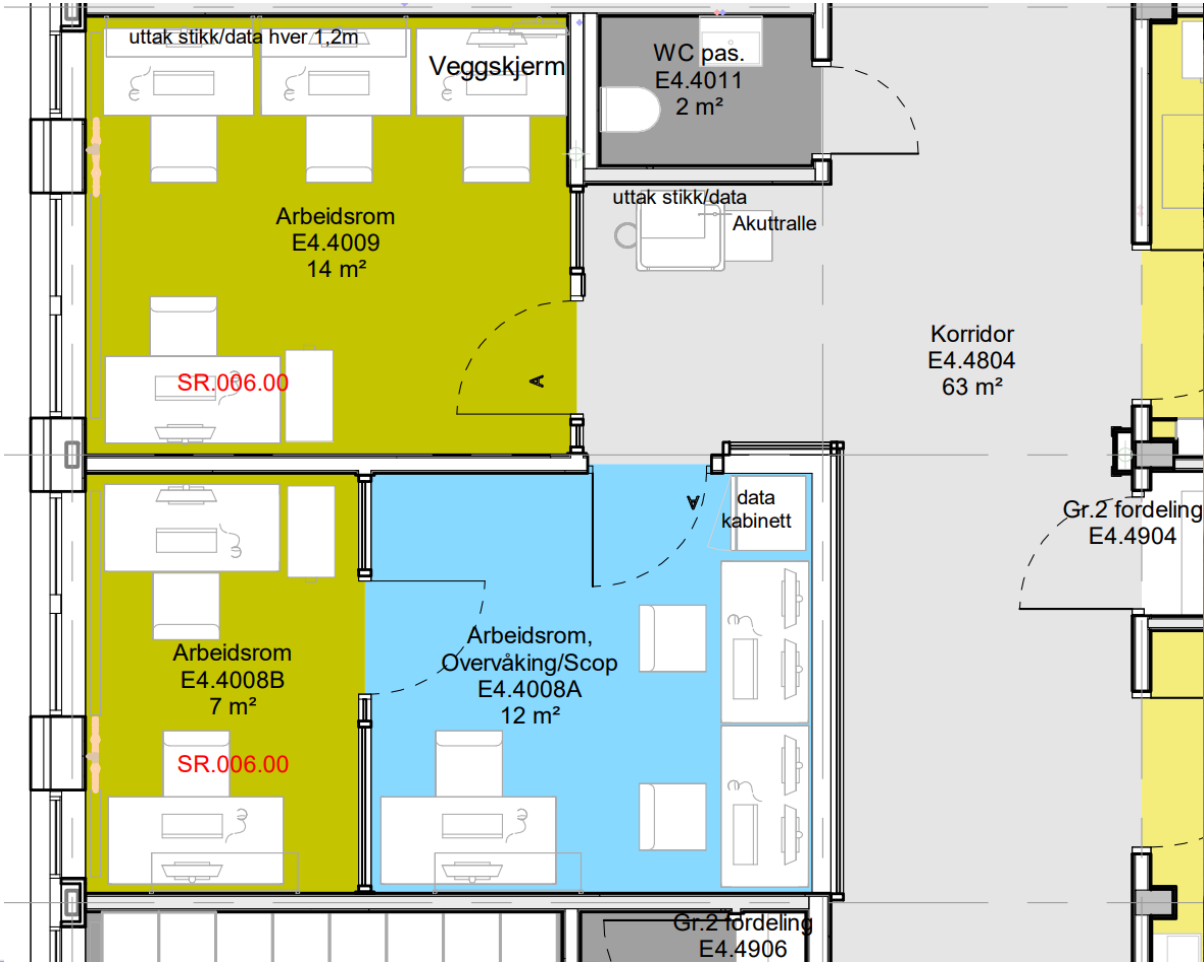 uttak stikk/data hver 1,2m
Veggskjerm
WC pas.
E4.4011
2 m²
uttak stikk/data
Akuttralle
Arbeidsrom
E4.4009
14 m²
SR.006.00
A
Korridor
E4.4804
63 m²
A
data
kabinett
Gr.2 fordeling
E4.4904
Arbeidsrom
E4.4008B
7 m²
SR.006.00
Arbeidsrom,
Overvåking/Scop
E4.4008A
12 m²
Gr.2 fordeling
E4.4906